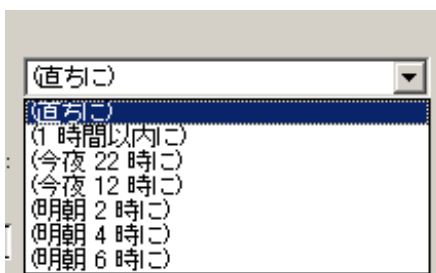 (直ちに)
(直ちに)
(1 時間以内に)
(今夜 22 時に)
(今夜 12 時に)
(明朝 2 時に)
(明朝 4 時に)
(明朝 6 時に)
: